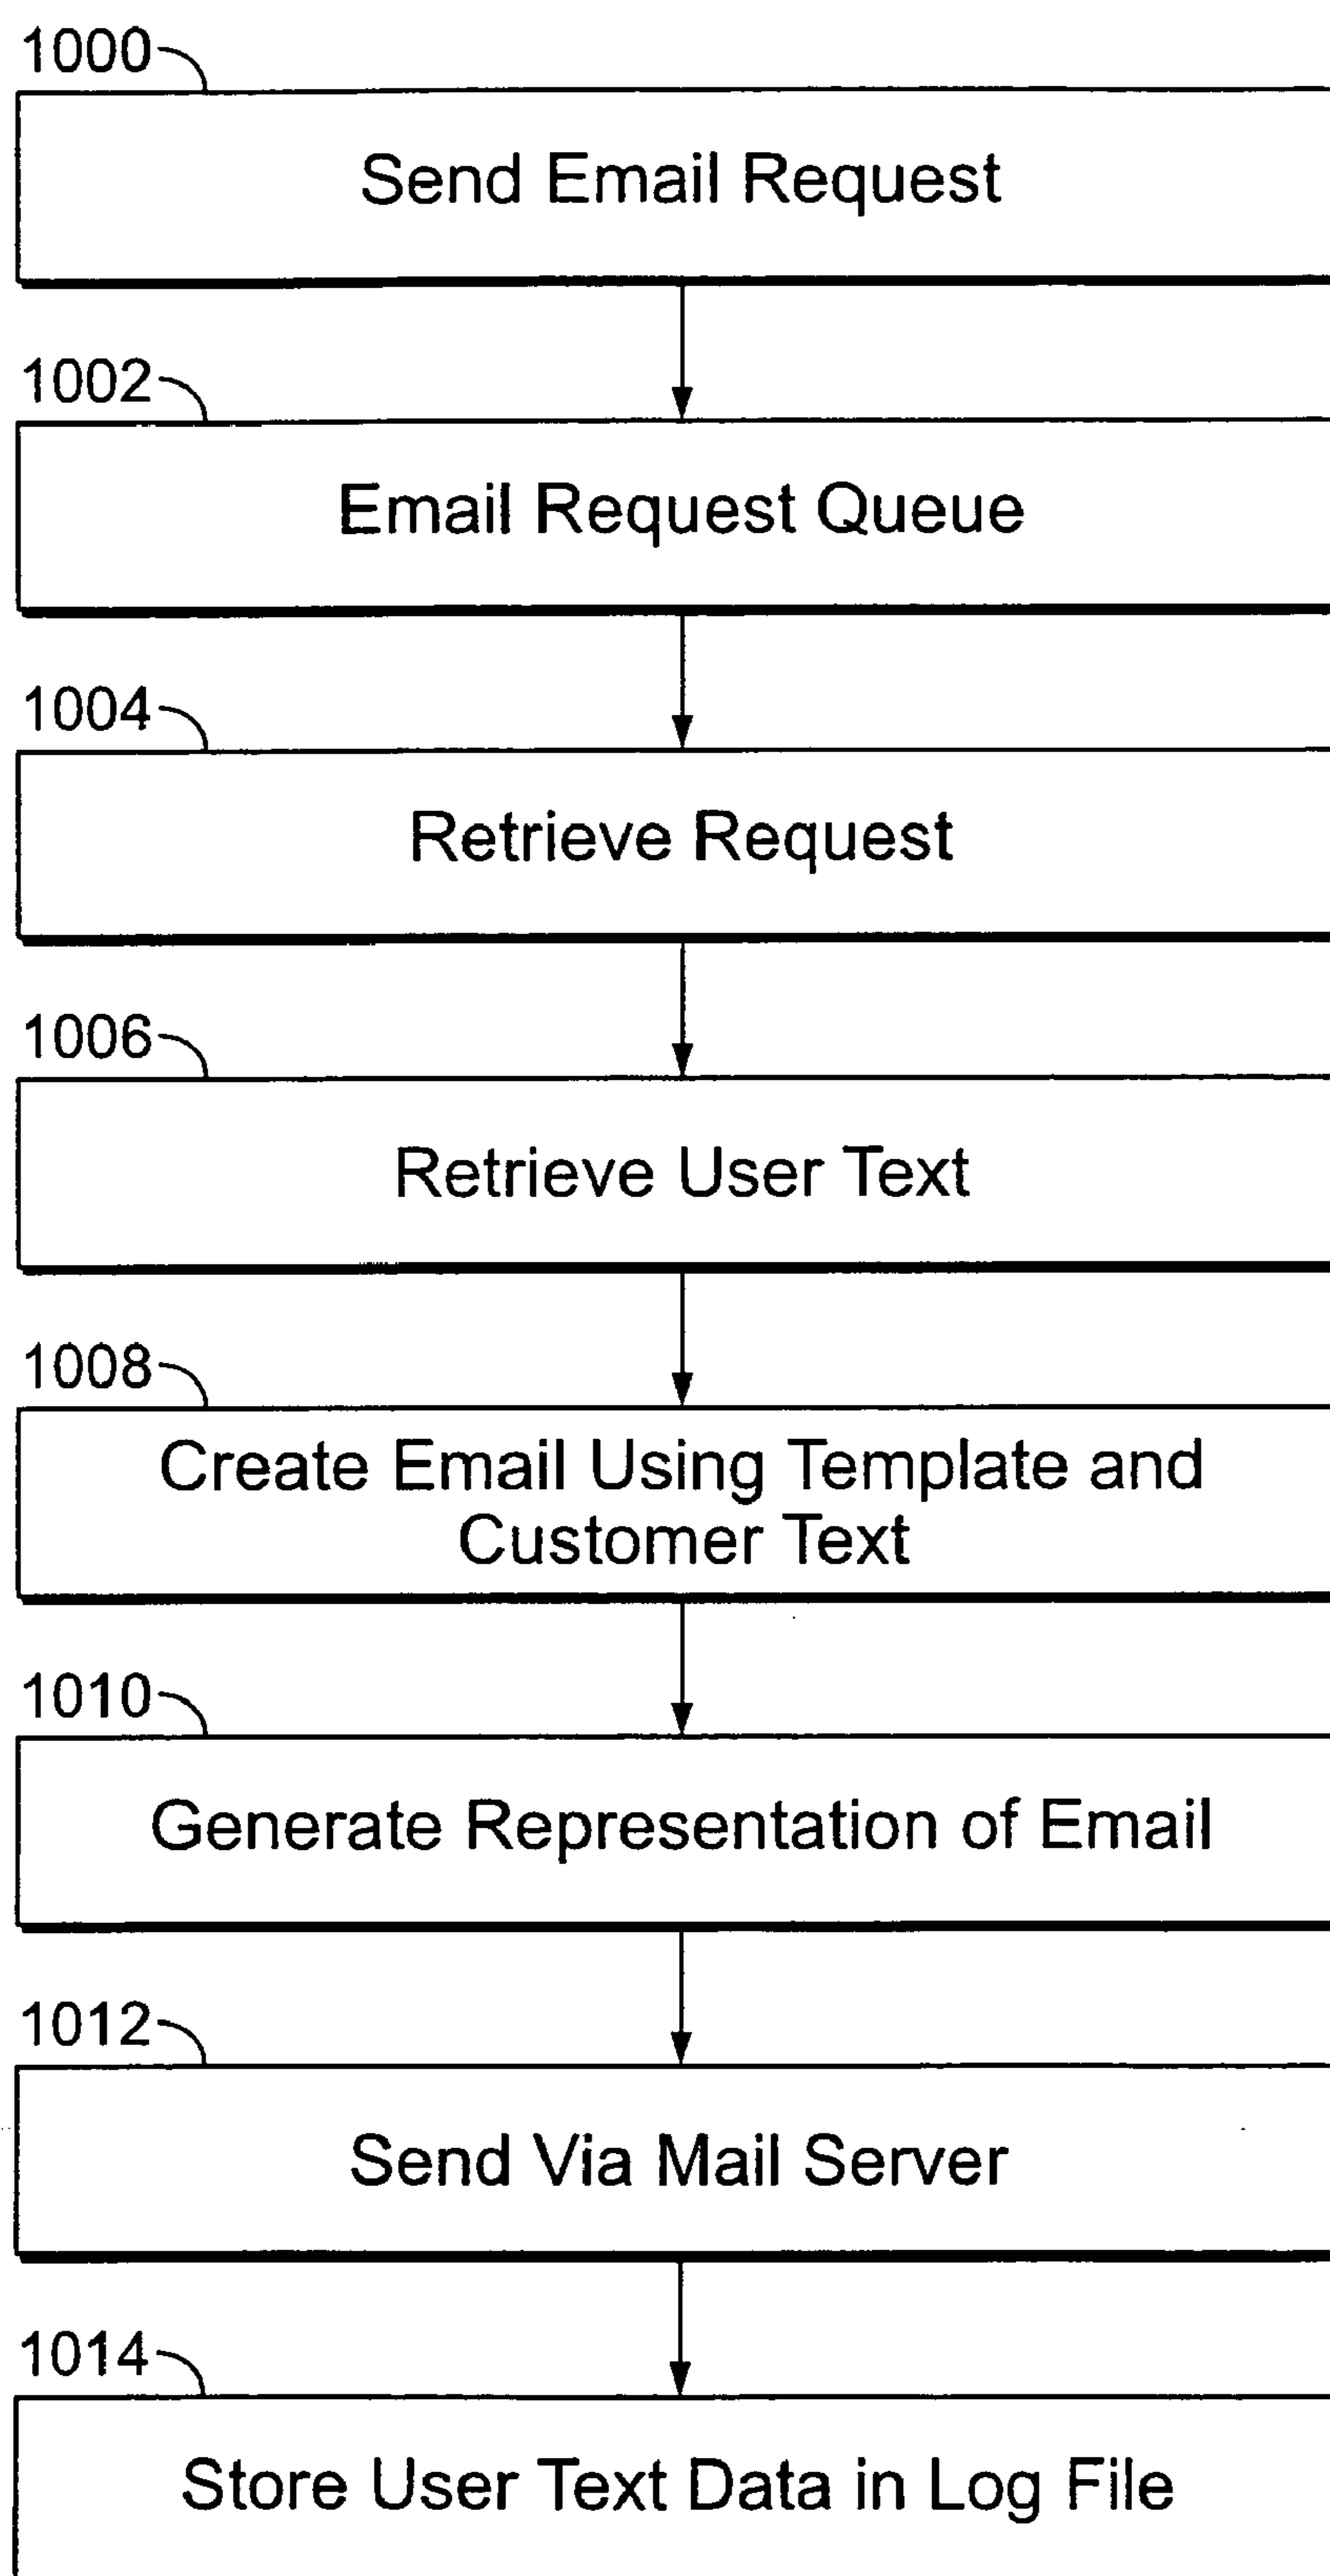 1000
Send Email Request
1002
Email Request Queue
1004
Retrieve Request
1006
Retrieve User Text
1008
Create Email Using Template and
Customer Text
1010
Generate Representation of Email
1012
Send Via Mail Server
1014
Store User Text Data in Log File